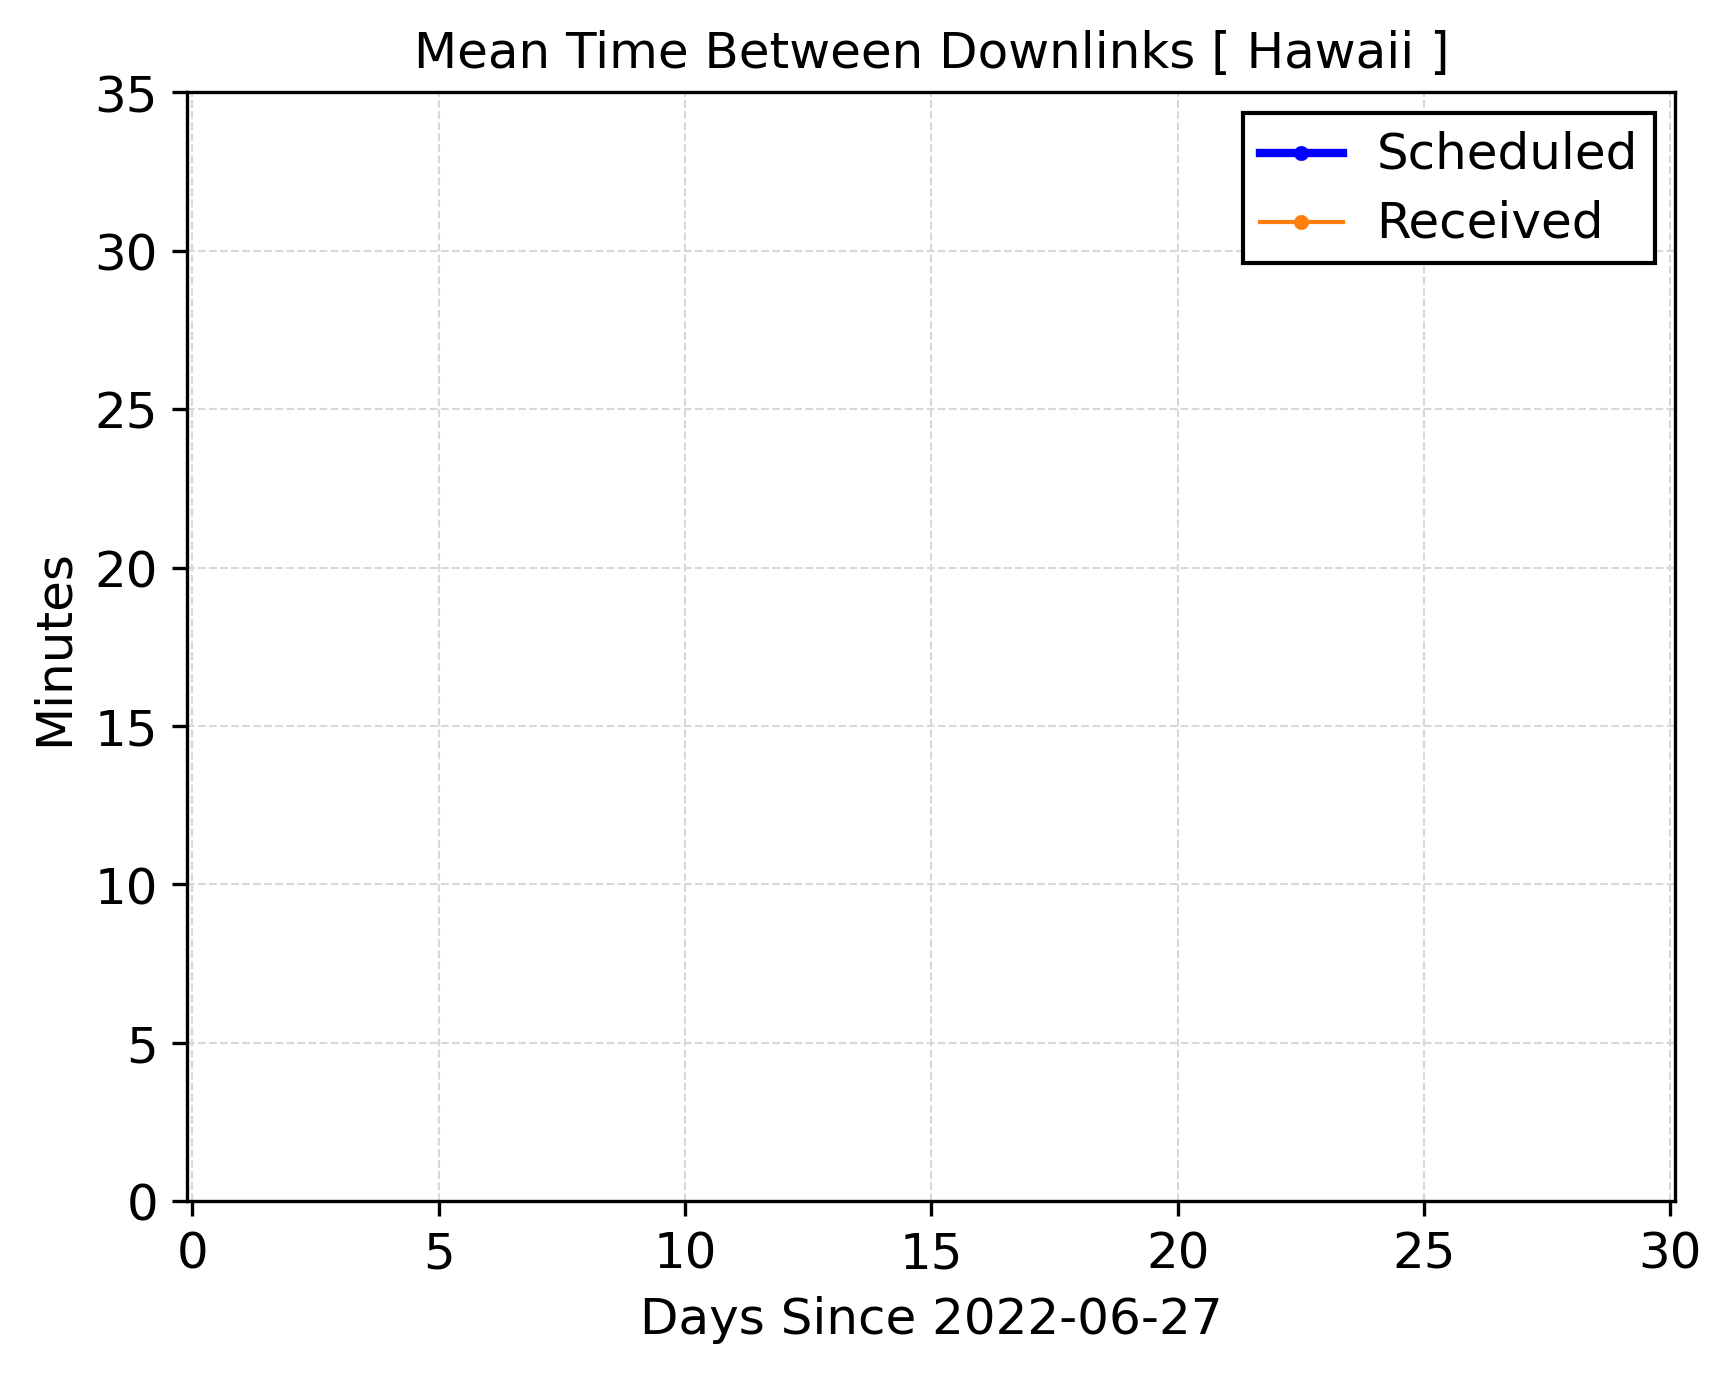 Mean Time Between Downlinks [ Hawaii ]
35
30
25
20
15
10
5
0
Minutes
Scheduled
Received
0 5 10 15 20 25 30
Days Since 2022-06-27